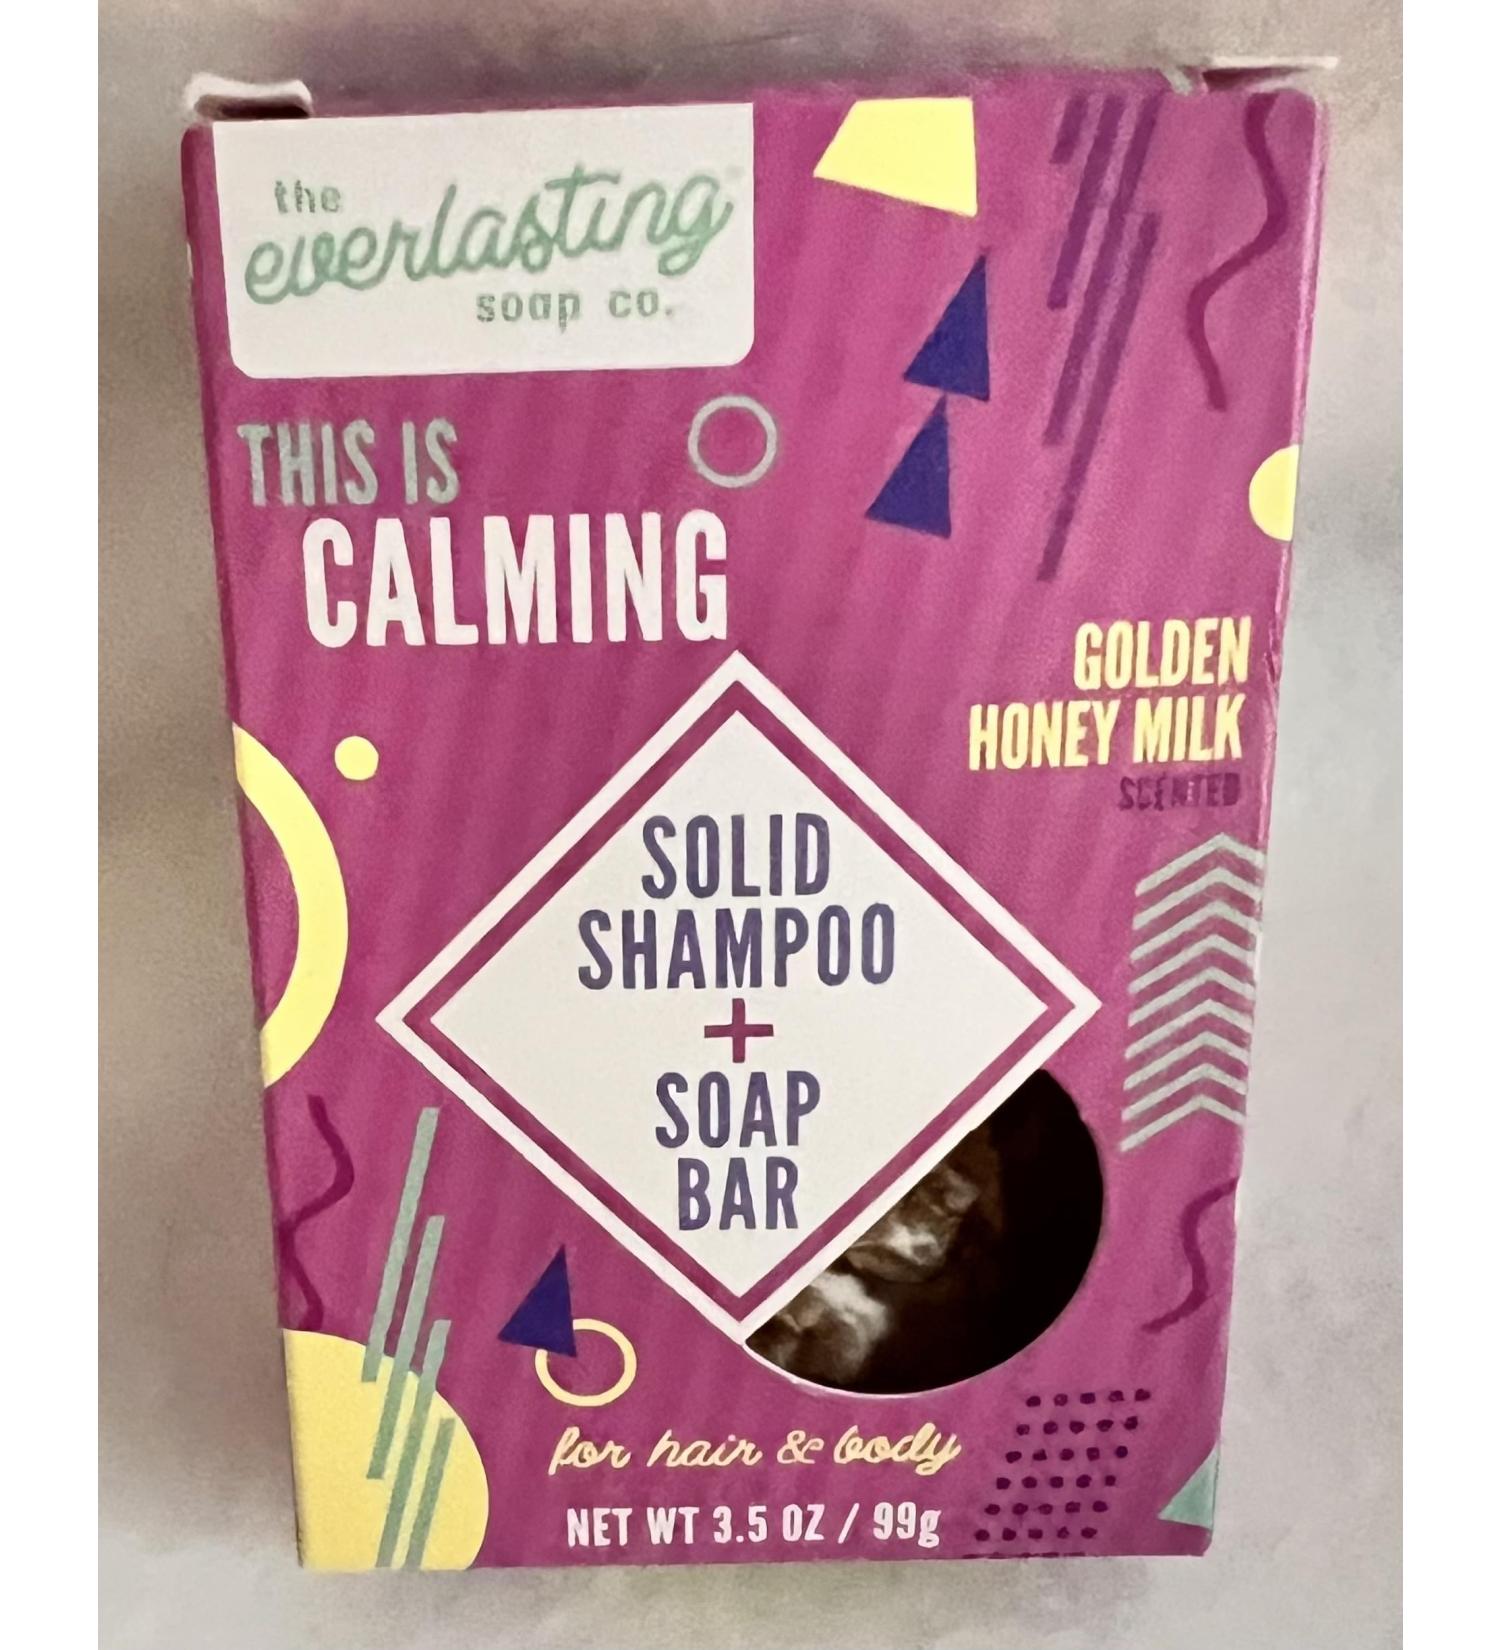 the
everlasting
soap co.
THIS IS
CALMING
GOLDEN
HONEY MILK
SCENTED
SOLID
SHAMPOO
+
SOAP
BAR
for hair & body
NET WT 3.5 OZ / 99g